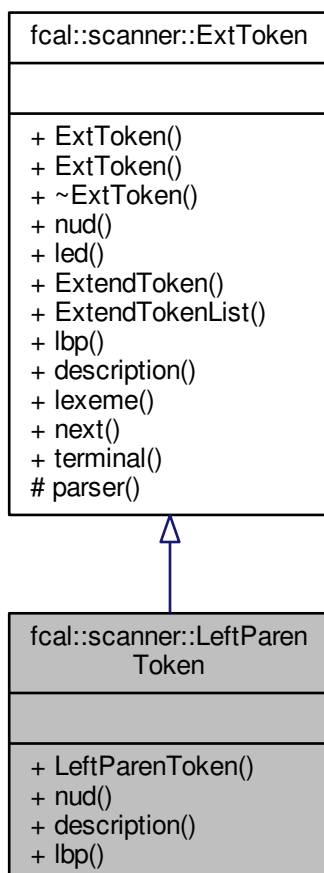 fcal::scanner::ExtToken
+ ExtToken()
+ ExtToken()
+ ~ExtToken()
+ nud()
+ led()
+ ExtendToken()
+ ExtendTokenList()
+ lbp()
+ description()
+ lexeme()
+ next()
+ terminal()
# parser()
fcal::scanner::LeftParen
Token
+ LeftParenToken()
+ nud()
+ description()
+ lbp()